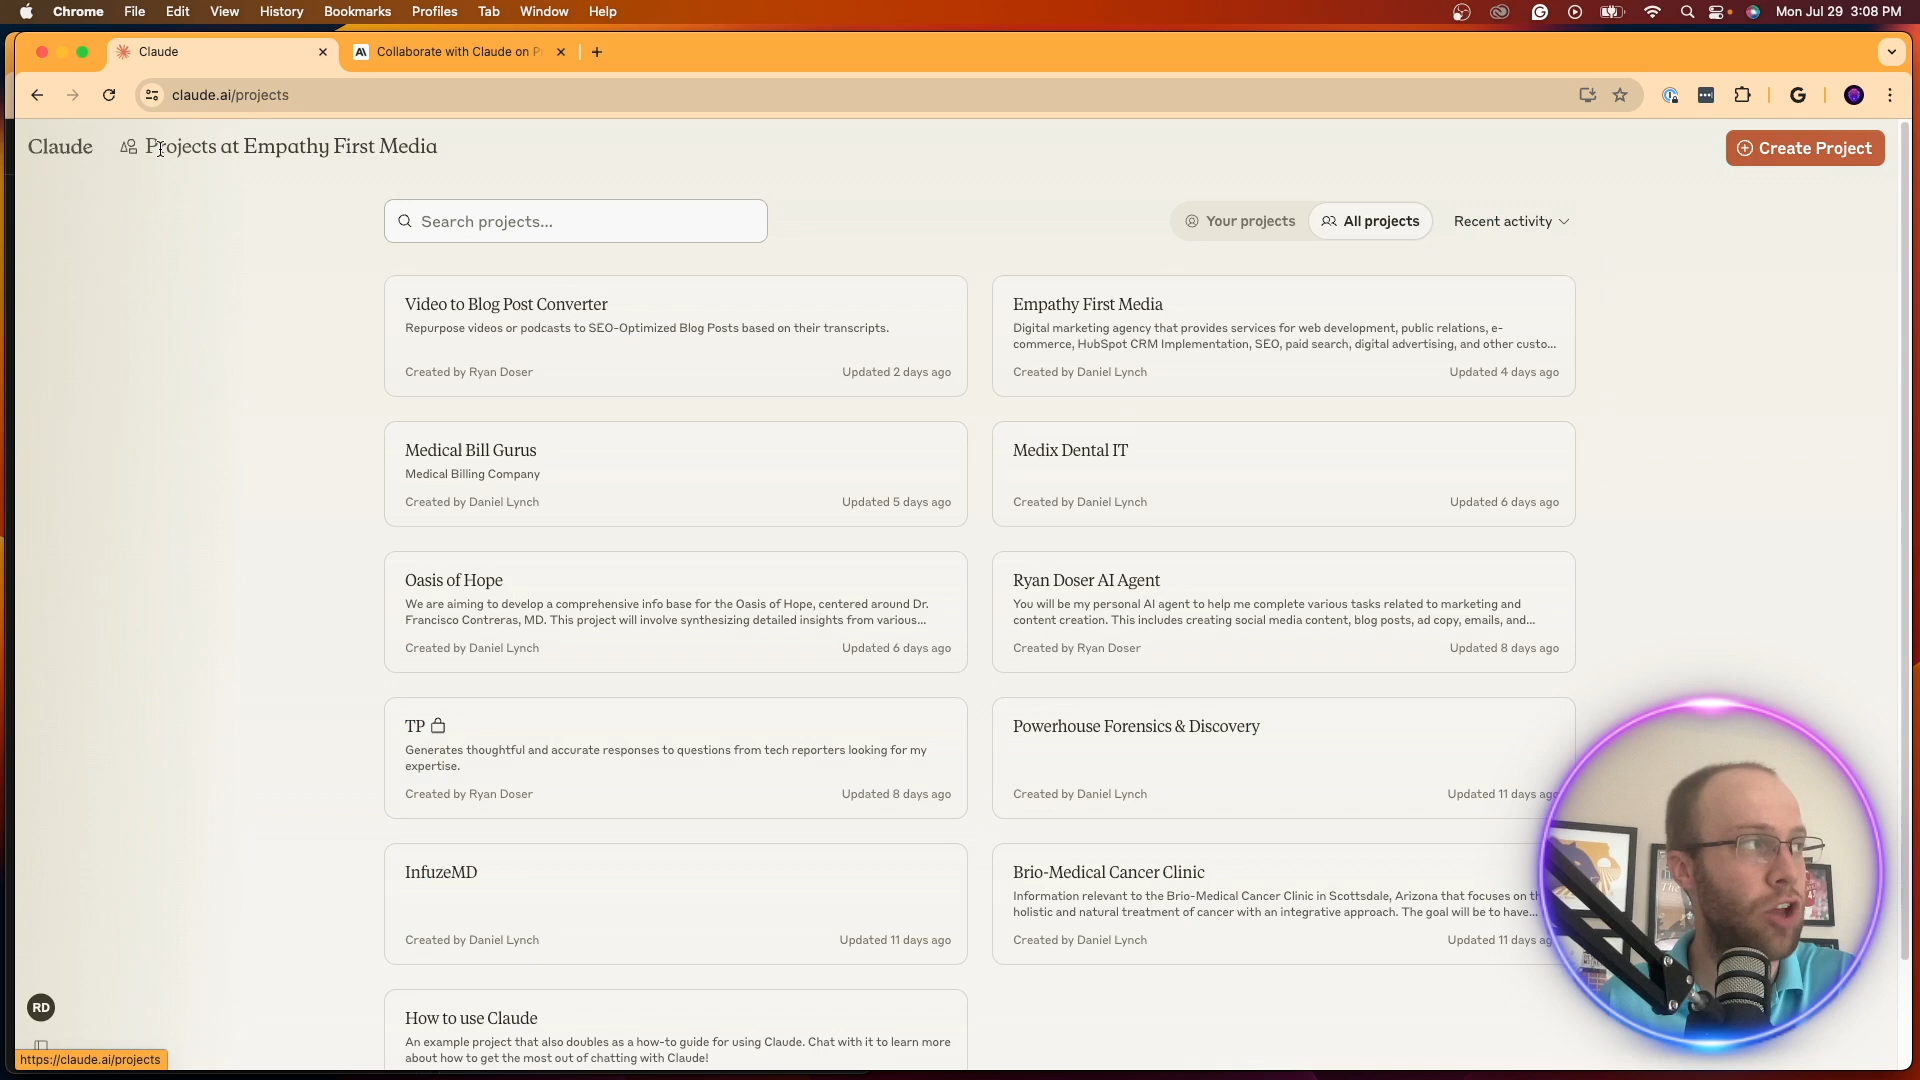 Chrome File Edit View History Bookmarks Profiles Tab Window Help Mon Jul 29 3:08 PM
Claude
Collaborate with Claude on P
claude.ai/projects
Claude Projects at Empathy First Media
Create Project
Search projects...
Your projects All projects Recent activity
Video to Blog Post Converter
Repurpose videos or podcasts to SEO-Optimized Blog Posts based on their transcripts.
Created by Ryan Doser Updated 2 days ago
Empathy First Media
Digital marketing agency that provides services for web development, public relations, e-
commerce, HubSpot CRM Implementation, SEO, paid search, digital advertising, and other custo...
Created by Daniel Lynch Updated 4 days ago
Medical Bill Gurus
Medical Billing Company
Created by Daniel Lynch Updated 5 days ago
Medix Dental IT
Created by Daniel Lynch Updated 6 days ago
Oasis of Hope
We are aiming to develop a comprehensive info base for the Oasis of Hope, centered around Dr.
Francisco Contreras, MD. This project will involve synthesizing detailed insights from various...
Created by Daniel Lynch Updated 6 days ago
Ryan Doser AI Agent
You will be my personal AI agent to help me complete various tasks related to marketing and
content creation. This includes creating social media content, blog posts, ad copy, emails, and...
Created by Ryan Doser Updated 8 days ago
TP
Generates thoughtful and accurate responses to questions from tech reporters looking for my
expertise.
Created by Ryan Doser Updated 8 days ago
Powerhouse Forensics & Discovery
Created by Daniel Lynch Updated 11 days ago
InfuzeMD
Created by Daniel Lynch Updated 11 days ago
Brio-Medical Cancer Clinic
Information relevant to the Brio-Medical Cancer Clinic in Scottsdale, Arizona that focuses on th
holistic and natural treatment of cancer with an integrative approach. The goal will be to have...
Created by Daniel Lynch Updated 11 days ag
How to use Claude
An example project that also doubles as a how-to guide for using Claude. Chat with it to learn more
about how to get the most out of chatting with Claude!
RD
https://claude.ai/projects